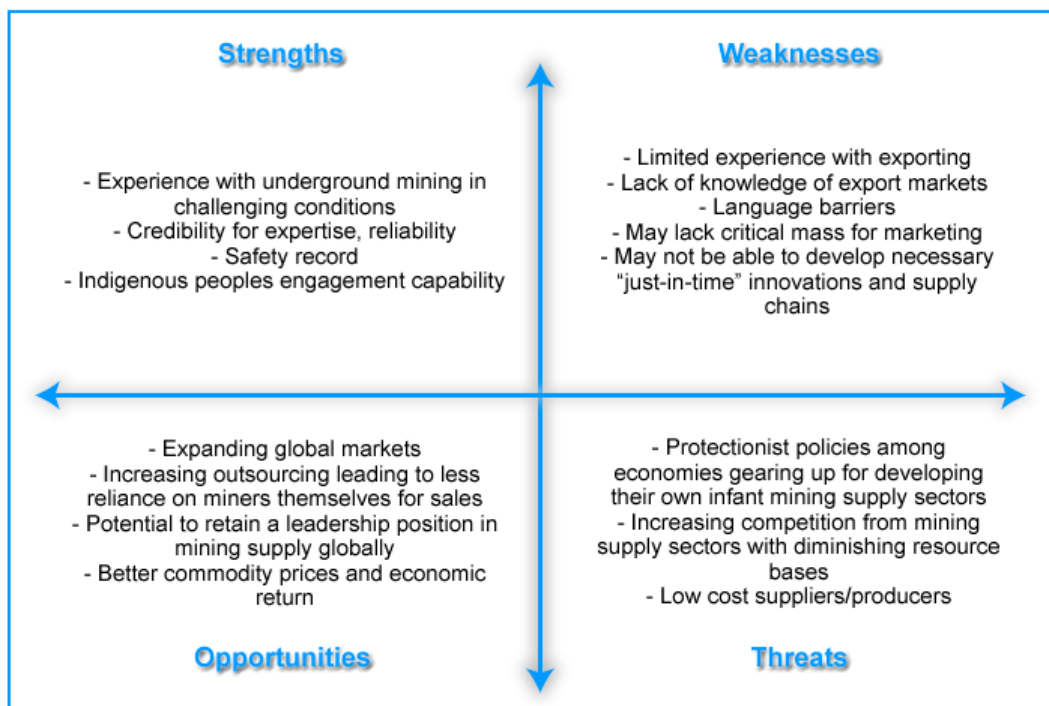 Strengths
- Experience with underground mining in
challenging conditions
- Credibility for expertise, reliability
- Safety record
- Indigenous peoples engagement capability
Weaknesses
- Limited experience with exporting
- Lack of knowledge of export markets
- Language barriers
- May lack critical mass for marketing
- May not be able to develop necessary
“just-in-time” innovations and supply
chains
- Expanding global markets
- Increasing outsourcing leading to less
reliance on miners themselves for sales
- Potential to retain a leadership position in
mining supply globally
- Better commodity prices and economic
return
Opportunities
- Protectionist policies among
economies gearing up for developing
their own infant mining supply sectors
- Increasing competition from mining
supply sectors with diminishing resource
bases
- Low cost suppliers/producers
Threats